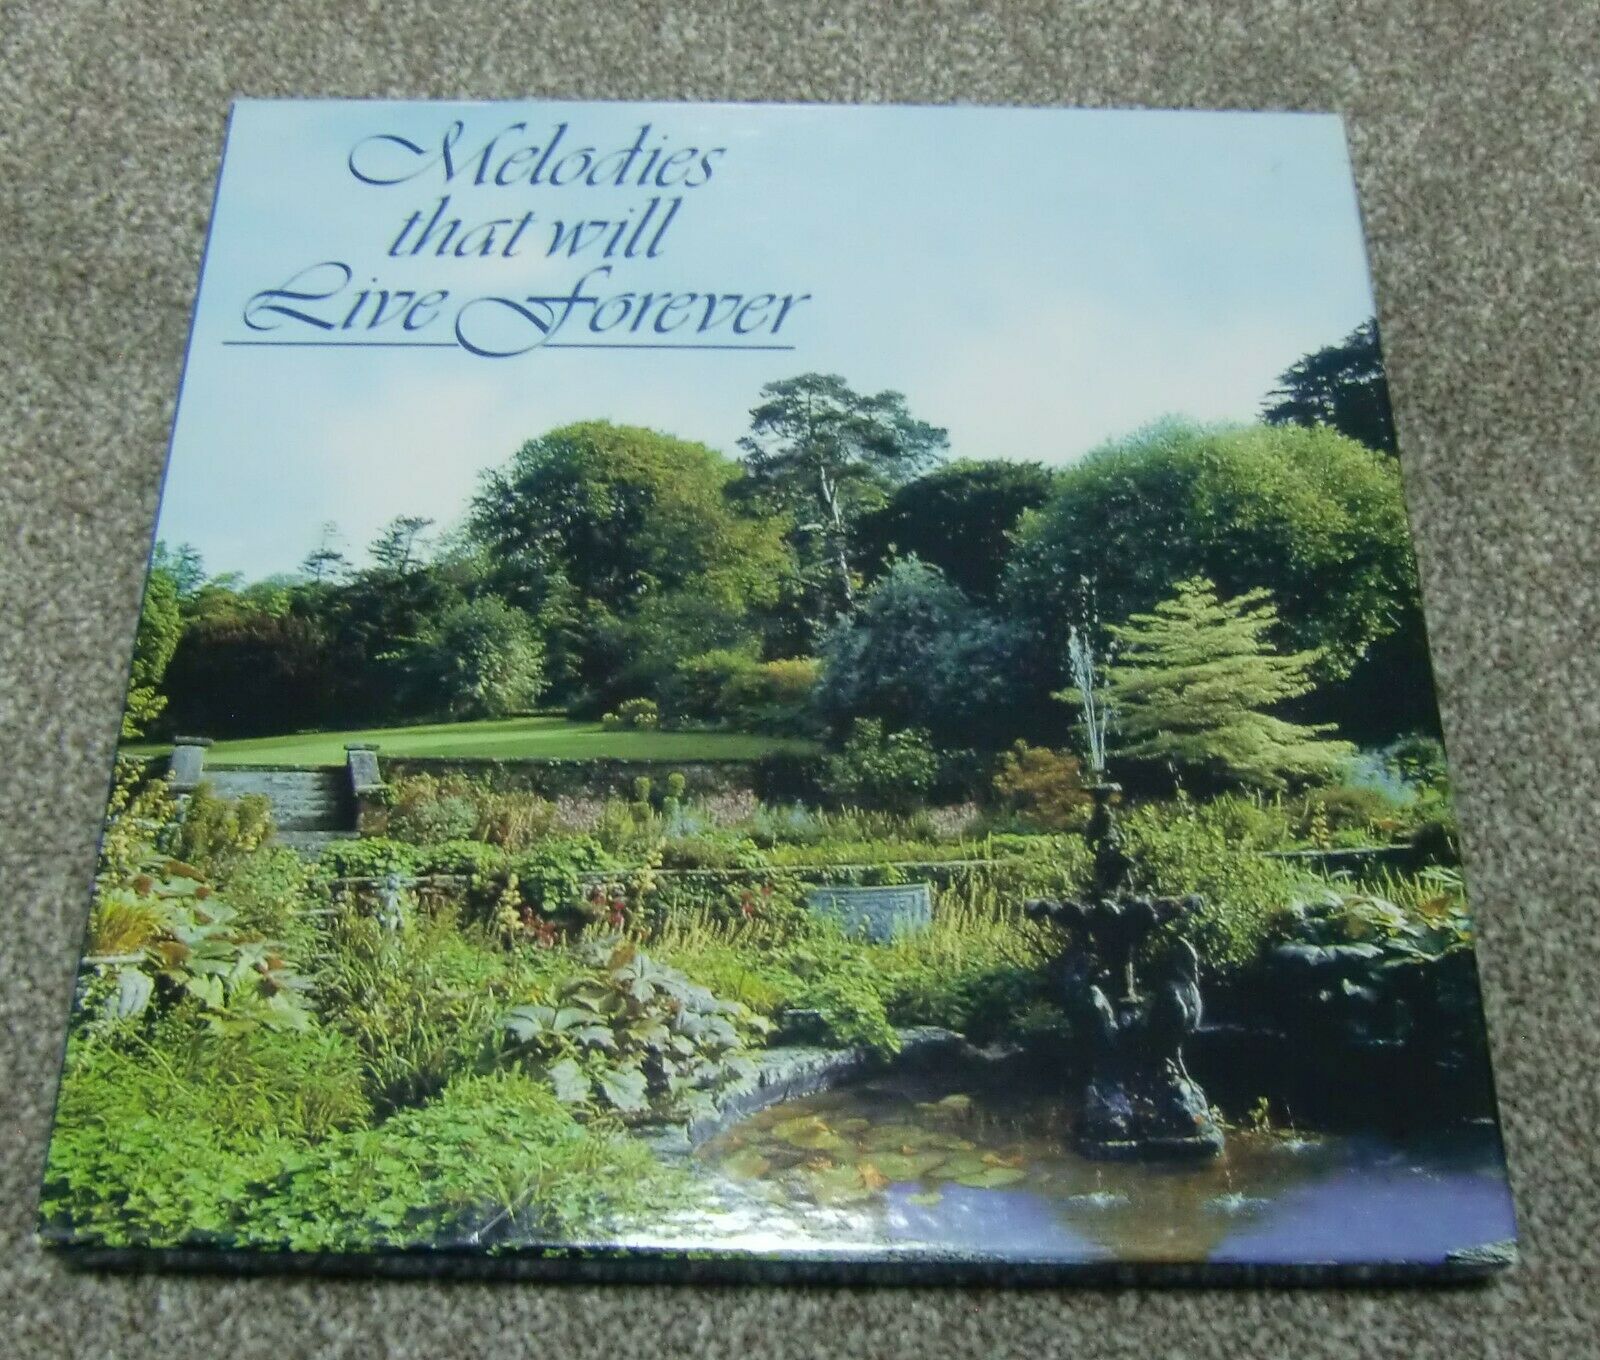 Melodies
that will
Live Forever